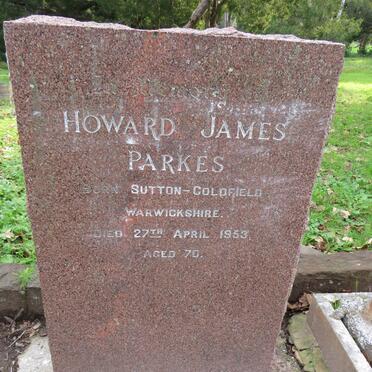 HOWARD JAMES
PARKES
BORN SUTTON-COLDFIELD
WARWICKSHIRE.
DIED 27TH APRIL 1953.
AGED 70.